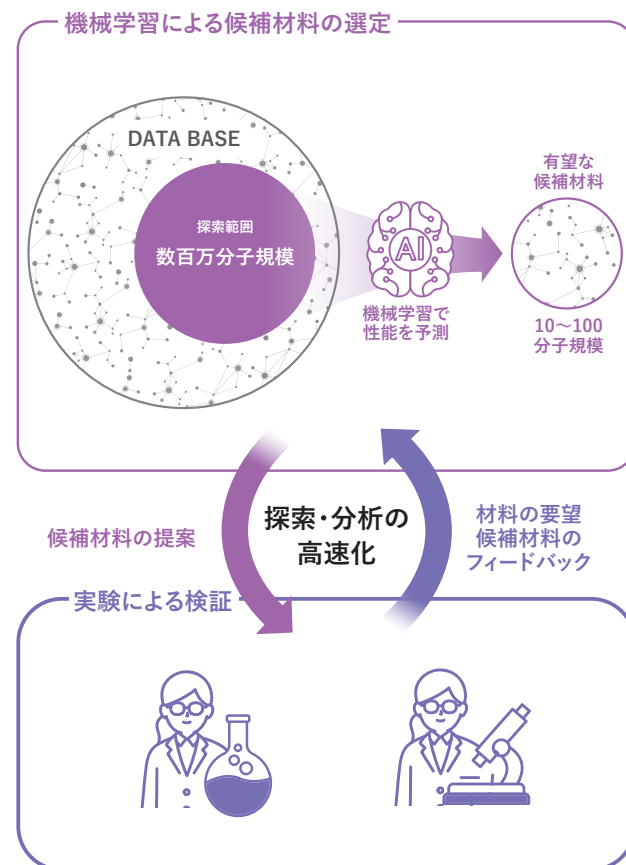 機械学習による候補材料の選定
DATA BASE
探索範囲
数百万分子規模
AI
機械学習で
性能を予測
有望な
候補材料
10〜100
分子規模
候補材料の提案
探索・分析の
高速化
材料の要望
候補材料の
フィードバック
実験による検証